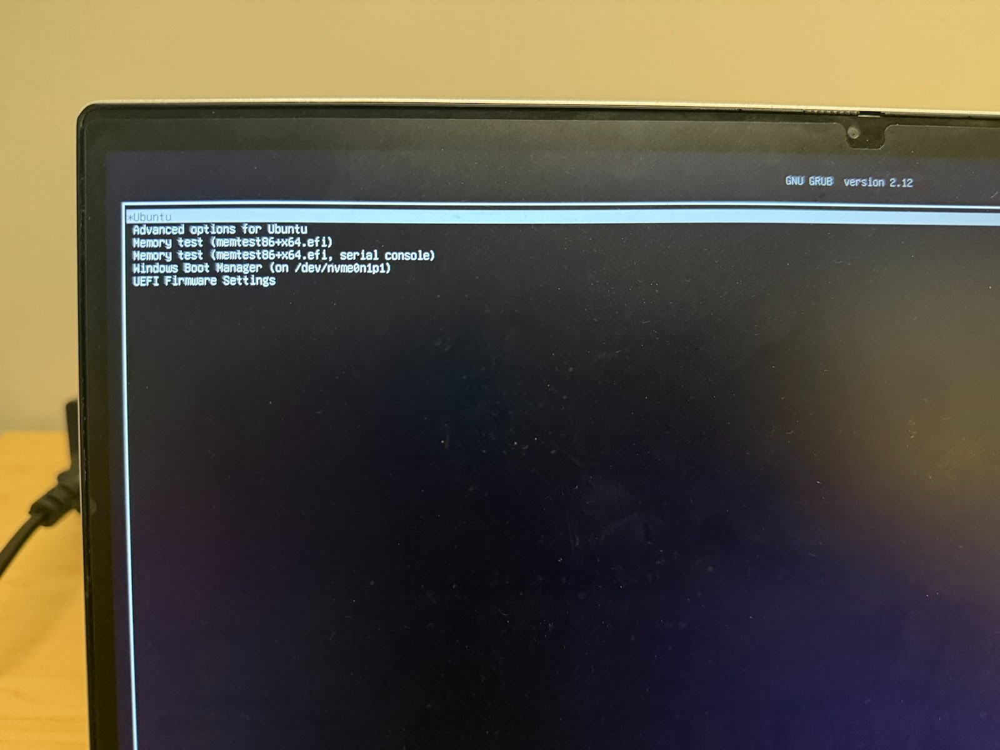 GNU GRUB version 2.12
*Ubuntu
Advanced options for Ubuntu
Memory test (memtest86+x64.efi)
Memory test (memtest86+x64.efi, serial console)
Windows Boot Manager (on /dev/nvme0n1p1)
UEFI Firmware Settings